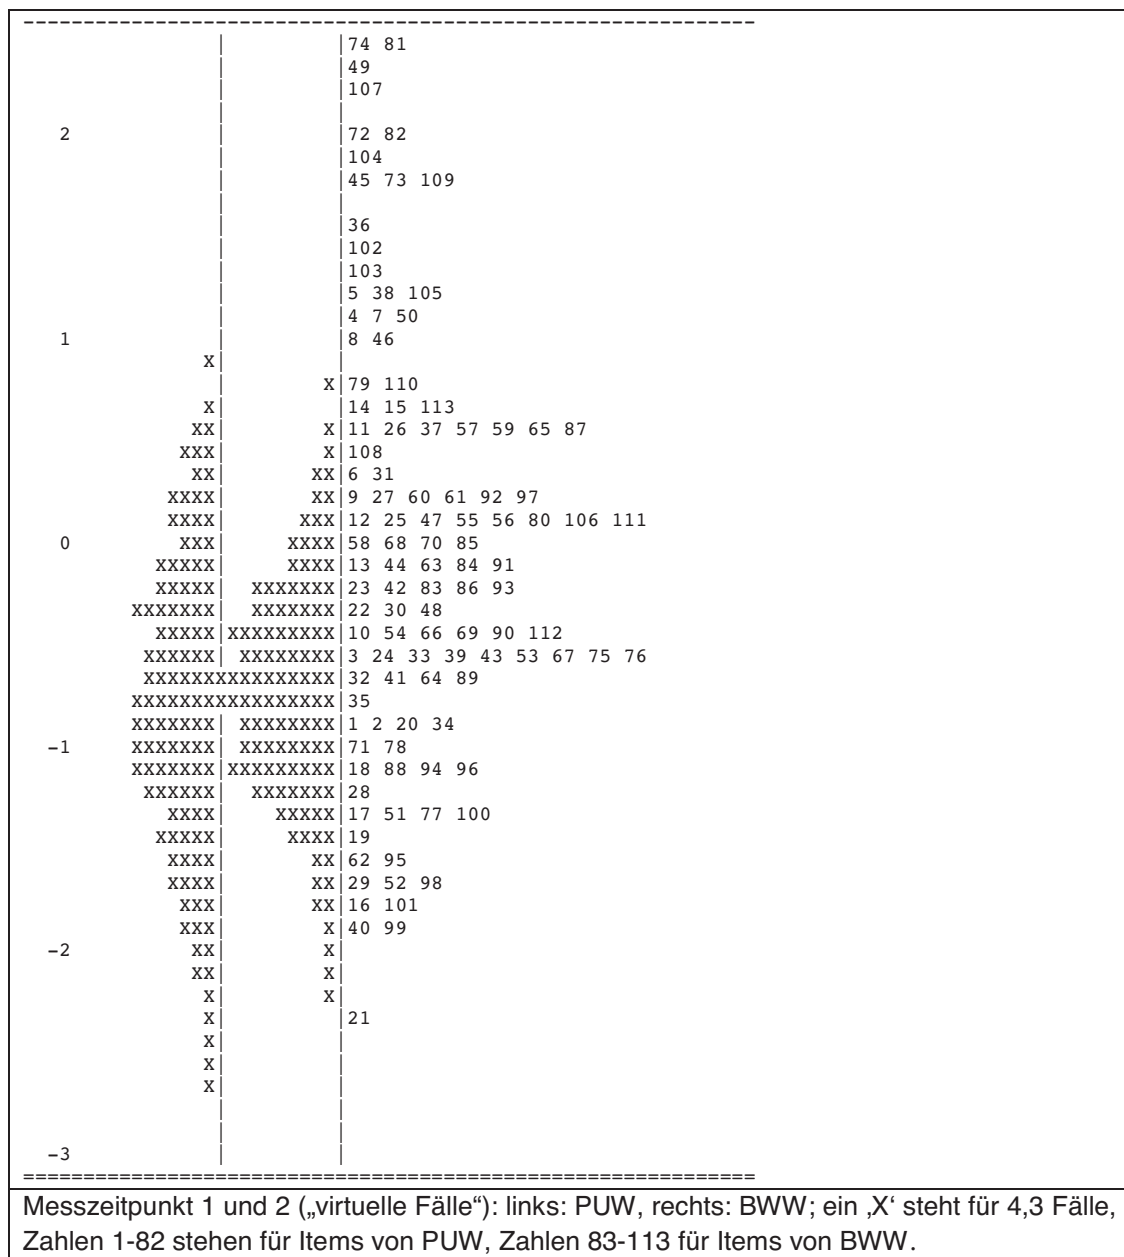 -------------------------------------------------------------
                |         |74 81
                |         |49
                |         |107
                |         |
   2            |         |72 82
                |         |104
                |         |45 73 109
                |         |
                |         |36
                |         |102
                |         |103
                |         |5 38 105
                |         |4 7 50
   1            |         |8 46
               X|         |
                |        X|79 110
               X|         |14 15 113
              XX|        X|11 26 37 57 59 65 87
             XXX|        X|108
              XX|       XX|6 31
            XXXX|       XX|9 27 60 61 92 97
            XXXX|      XXX|12 25 47 55 56 80 106 111
   0         XXX|     XXXX|58 68 70 85
           XXXXX|     XXXX|13 44 63 84 91
           XXXXX|  XXXXXXX|23 42 83 86 93
         XXXXXXX|  XXXXXXX|22 30 48
           XXXXX|XXXXXXXXX|10 54 66 69 90 112
          XXXXXX| XXXXXXXX|3 24 33 39 43 53 67 75 76
          XXXXXXXXXXXXXXXX|32 41 64 89
         XXXXXXXXXXXXXXXXX|35
         XXXXXXX| XXXXXXXX|1 2 20 34
  -1     XXXXXXX| XXXXXXXX|71 78
         XXXXXXX|XXXXXXXXX|18 88 94 96
          XXXXXX|  XXXXXXX|28
            XXXX|    XXXXX|17 51 77 100
           XXXXX|     XXXX|19
            XXXX|       XX|62 95
            XXXX|       XX|29 52 98
             XXX|       XX|16 101
             XXX|        X|40 99
  -2          XX|        X|
              XX|        X|
               X|        X|
               X|         |21
               X|         |
               X|         |
               X|         |
                |         |
                |         |
  -3            |         |
=============================================================
Messzeitpunkt 1 und 2 („virtuelle Fälle“): links: PUW, rechts: BWW; ein ‚X‘ steht für 4,3 Fälle,
Zahlen 1-82 stehen für Items von PUW, Zahlen 83-113 für Items von BWW.